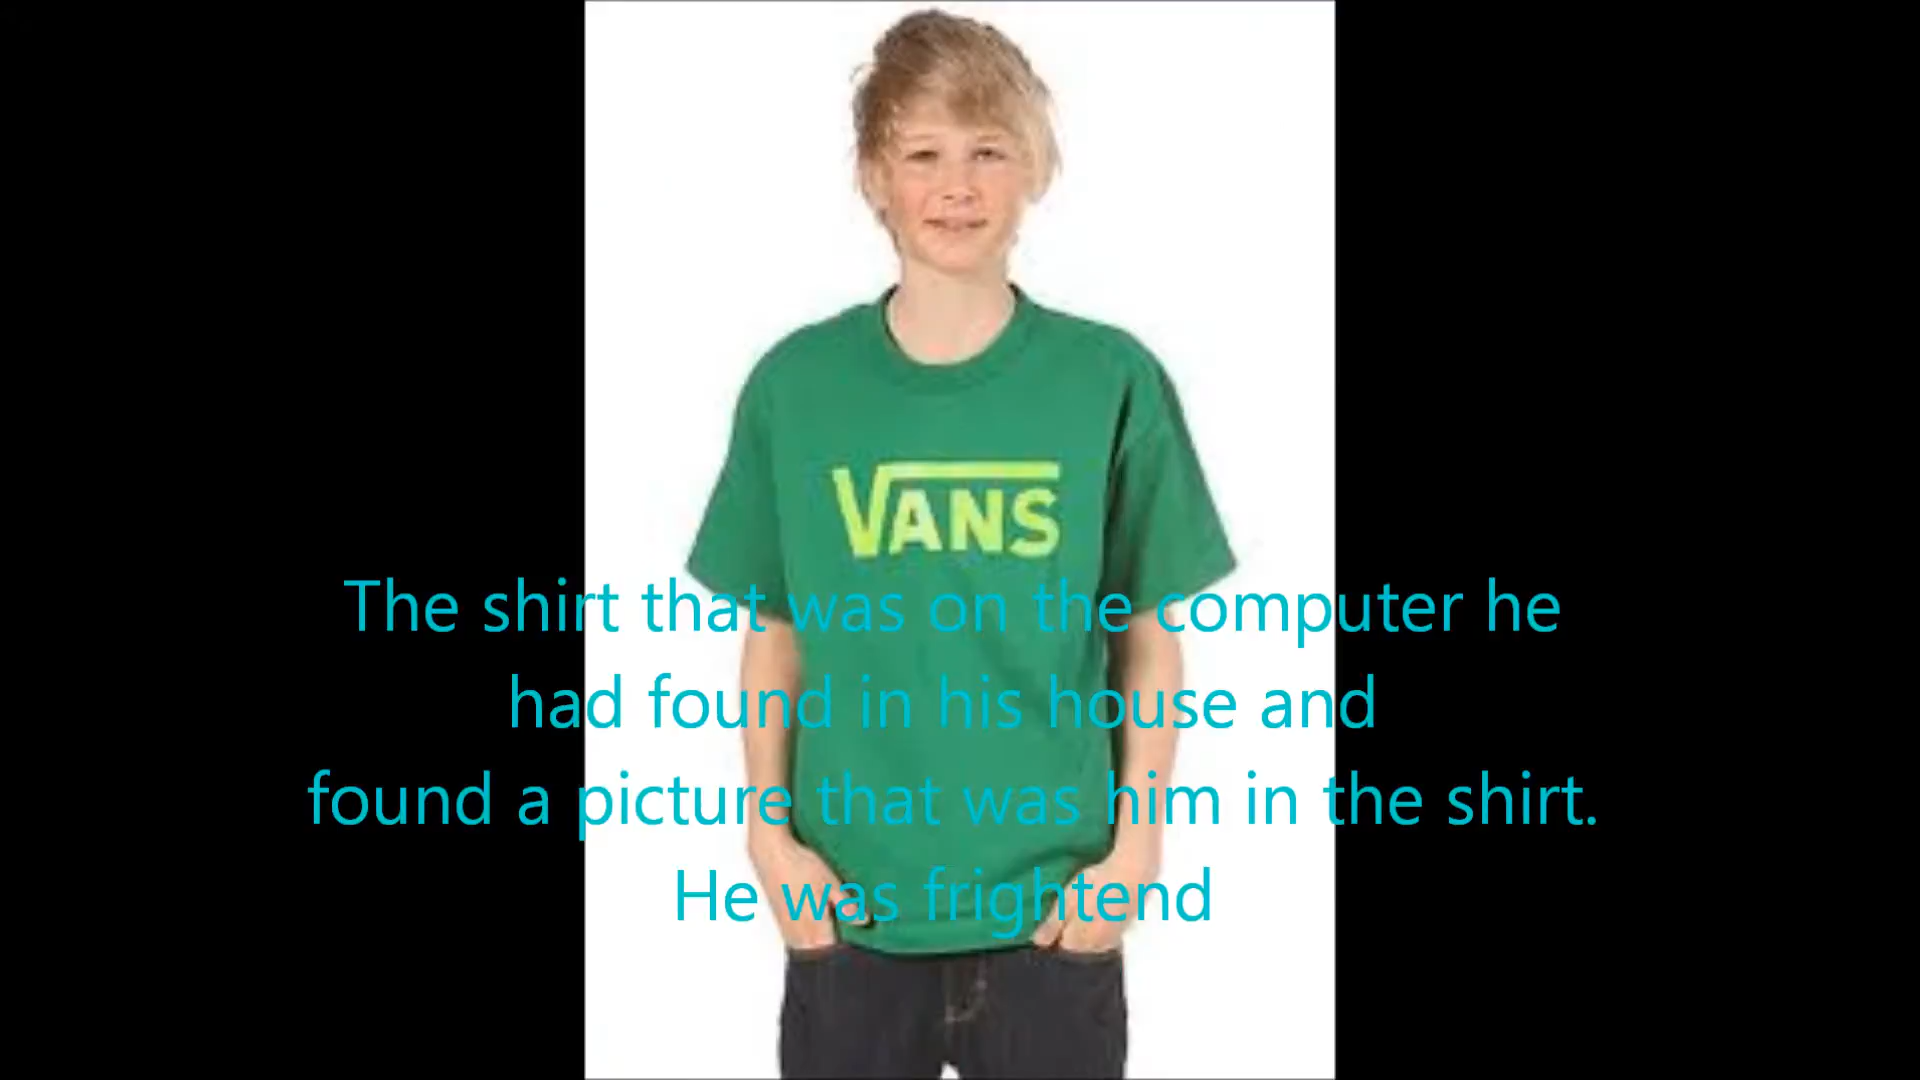 VANS
The shirt that was on the computer he
had found in his house and
found a picture that was him in the shirt.
He was frightend